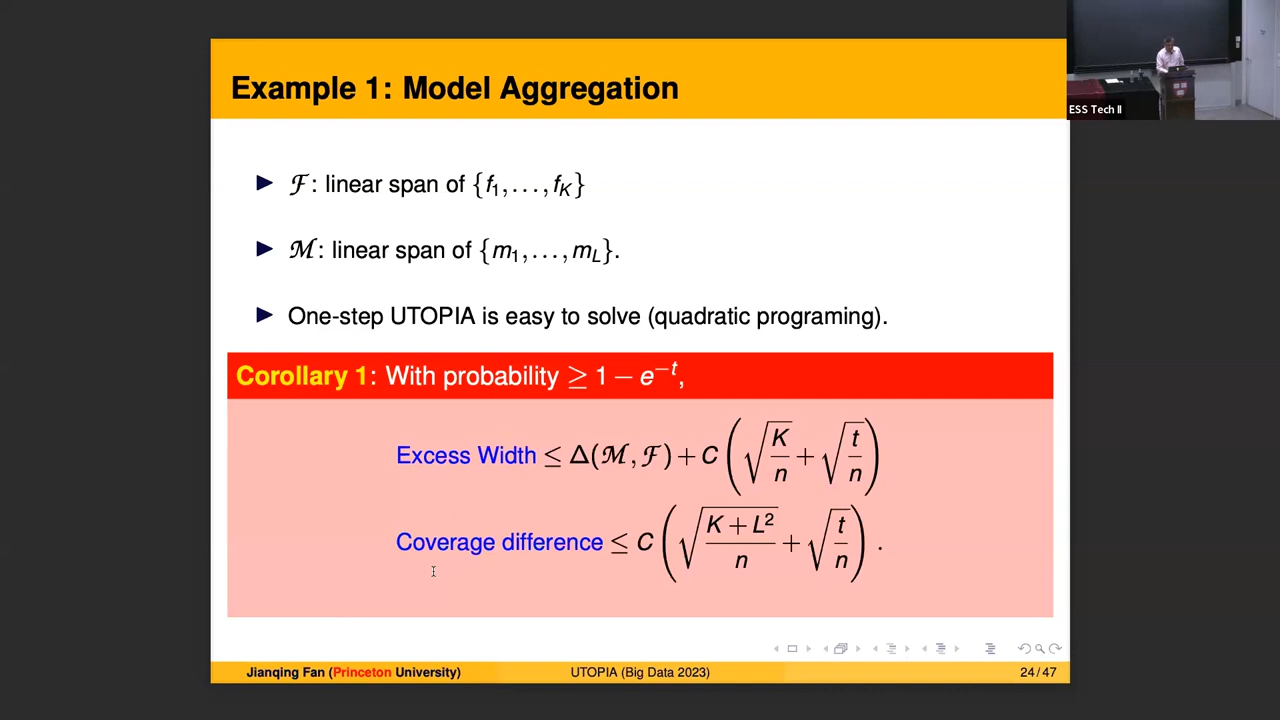 Example 1: Model Aggregation
ESS Tech II
▶ ℱ: linear span of {f₁,…,f_K}
▶ ℳ: linear span of {m₁,…,m_L}.
▶ One-step UTOPIA is easy to solve (quadratic programing).
Corollary 1: With probability ≥ 1 − e^{−t},
Excess Width ≤ Δ(ℳ, ℱ) + C(√(K/n) + √(t/n))
Coverage difference ≤ C(√((K + L²)/n) + √(t/n)).
Jianqing Fan (Princeton University) UTOPIA (Big Data 2023) 24 / 47